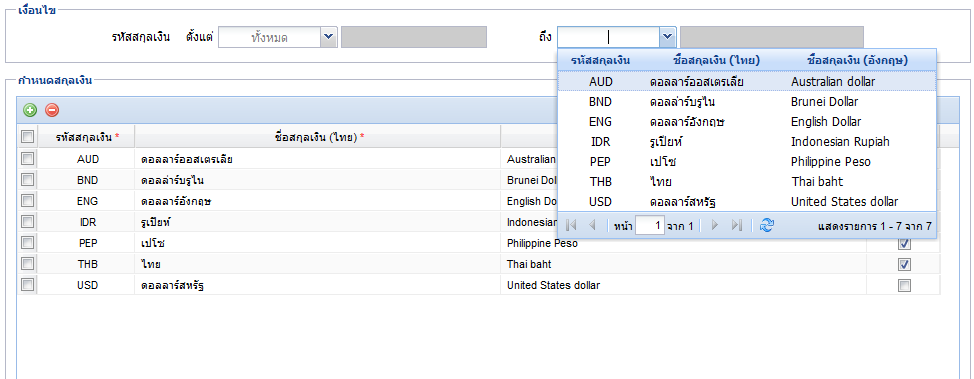 เงื่อนไข
รหัสสกุลเงิน ตั้งแต่ ทั้งหมด ถึง
รหัสสกุลเงิน ชื่อสกุลเงิน (ไทย) ชื่อสกุลเงิน (อังกฤษ)
AUD ดอลลาร์ออสเตรเลีย Australian dollar
BND ดอลล่าร์บรูไน Brunei Dollar
ENG ดอลลาร์อังกฤษ English Dollar
IDR รูเปียห์ Indonesian Rupiah
PEP เปโซ Philippine Peso
THB ไทย Thai baht
USD ดอลลาร์สหรัฐ United States dollar
หน้า 1 จาก 1 แสดงรายการ 1 - 7 จาก 7
กำหนดสกุลเงิน
รหัสสกุลเงิน * ชื่อสกุลเงิน (ไทย) *
AUD ดอลลาร์ออสเตรเลีย Australian
BND ดอลล่าร์บรูไน Brunei Dol
ENG ดอลลาร์อังกฤษ English Do
IDR รูเปียห์ Indonesian
PEP เปโซ Philippine Peso
THB ไทย Thai baht
USD ดอลลาร์สหรัฐ United States dollar